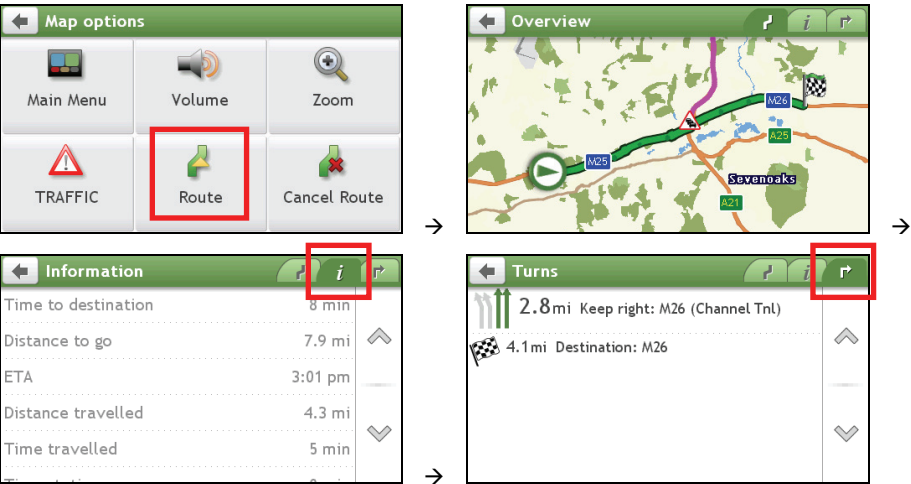 Map options
Main Menu
Volume
Zoom
TRAFFIC
Route
Cancel Route
→
Overview
i
M26
A25
M25
Sevenoaks
A21
→
Information
i
Time to destination 8 min
Distance to go 7.9 mi
ETA 3:01 pm
Distance travelled 4.3 mi
Time travelled 5 min
→
Turns
i
2.8mi Keep right: M26 (Channel Tnl)
4.1mi Destination: M26